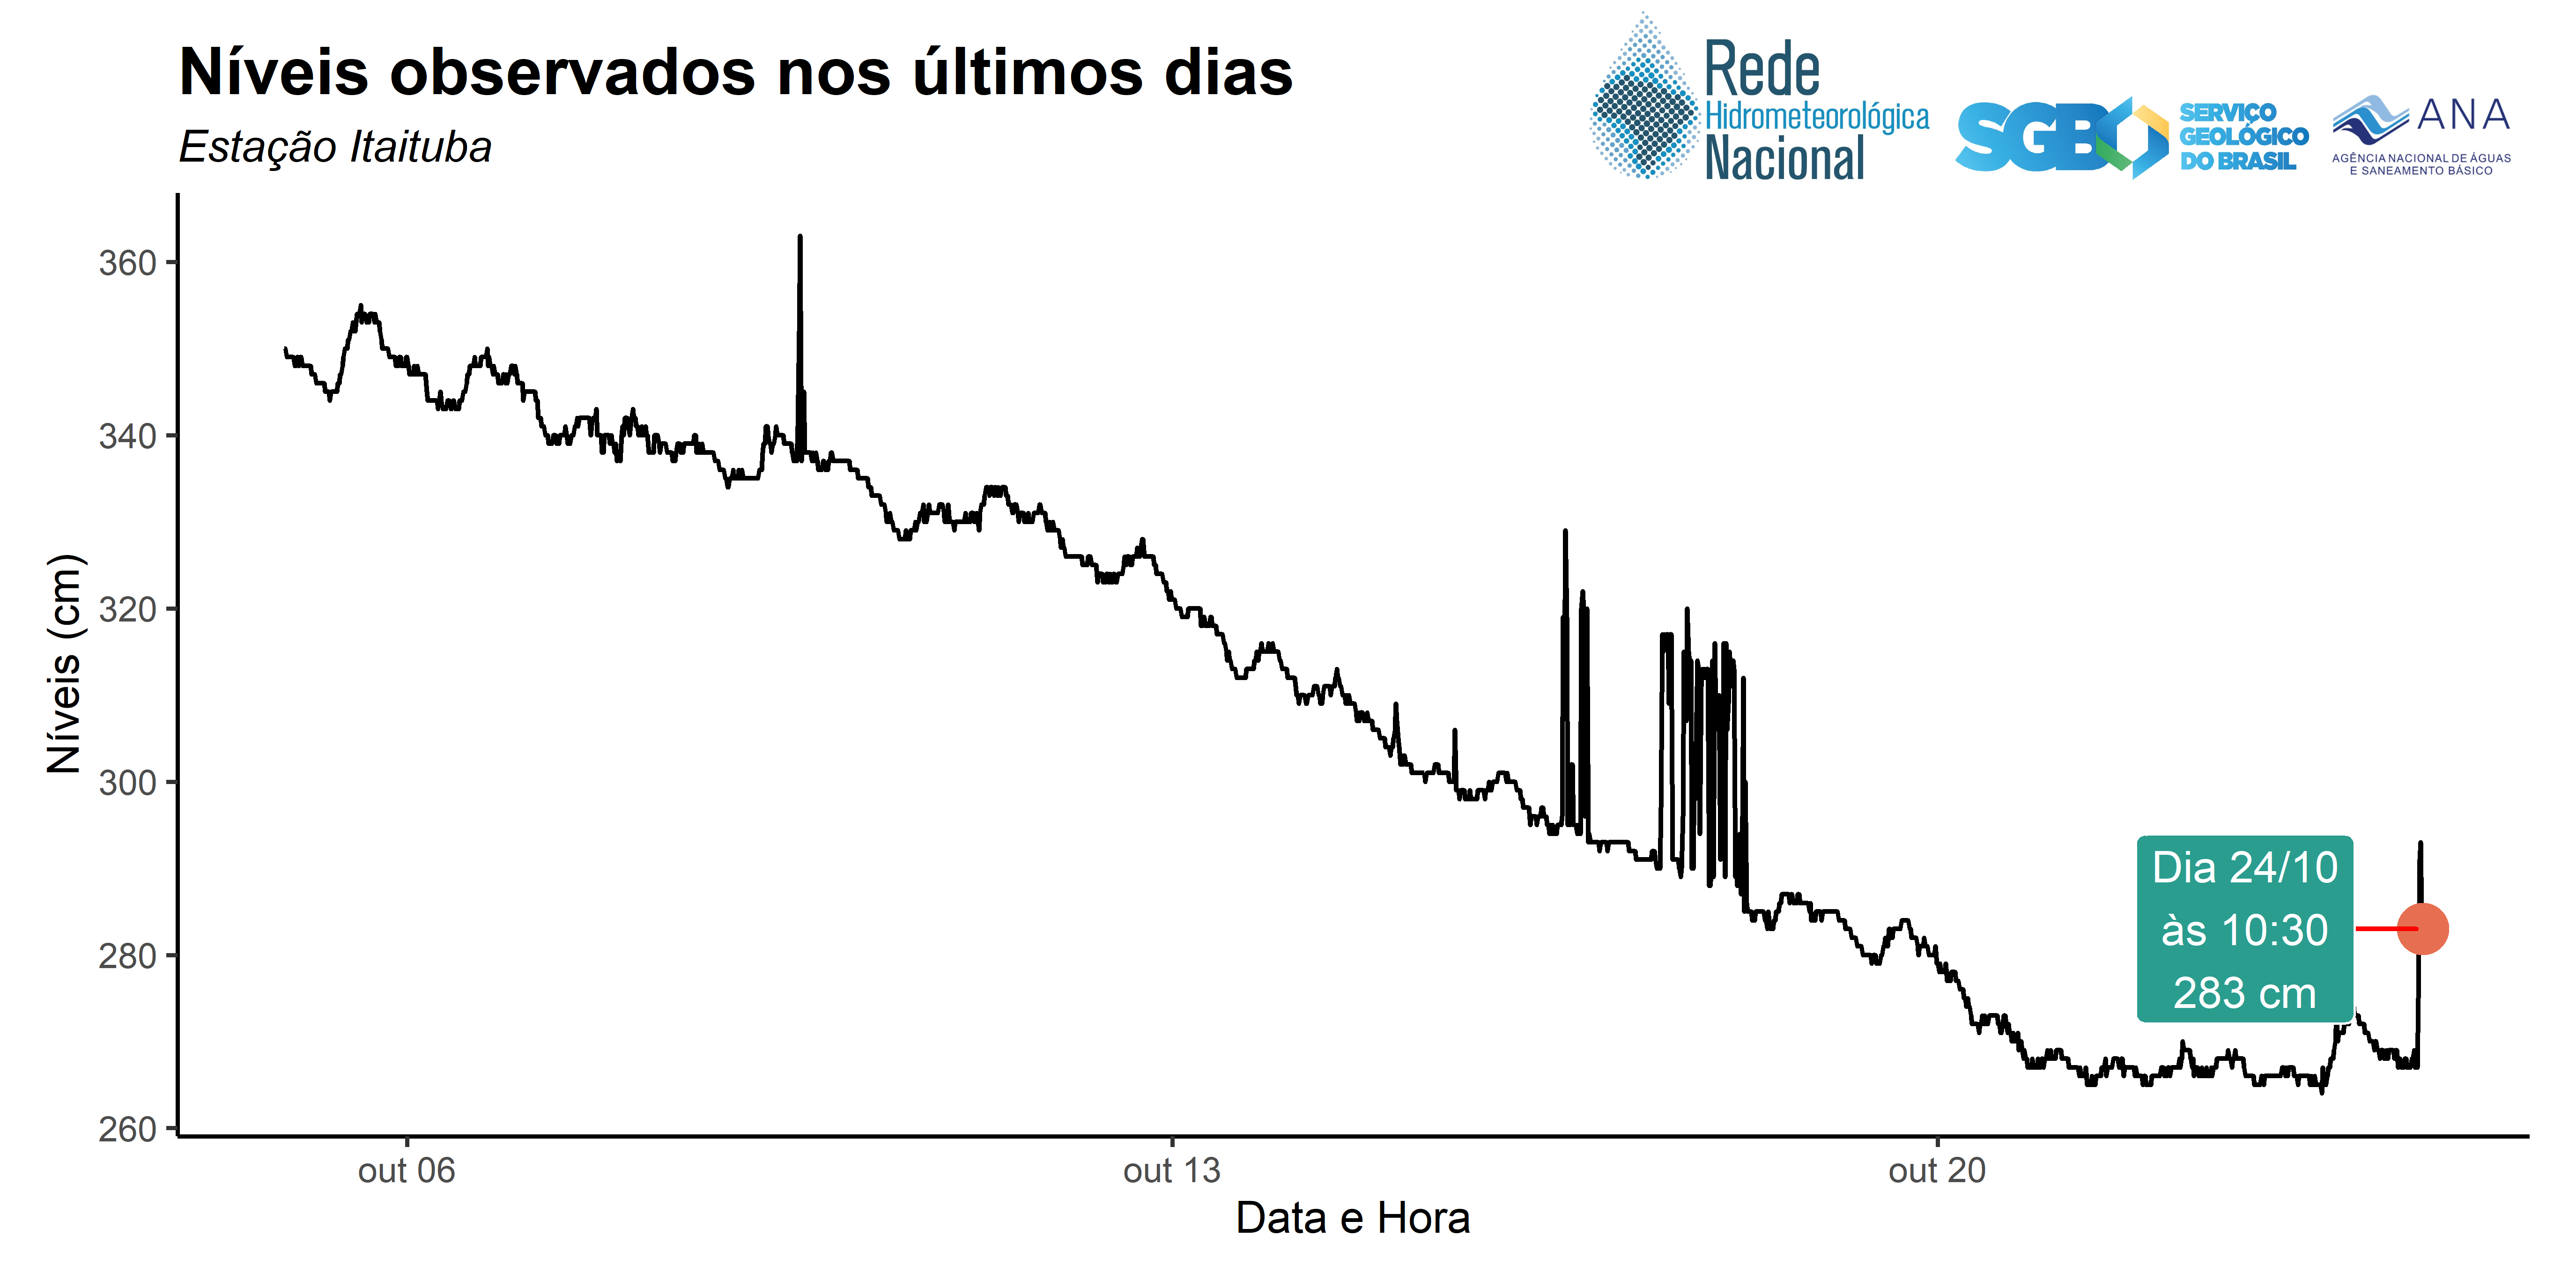 Níveis observados nos últimos dias
Estação Itaituba
Rede
Hidrometeorológica
Nacional
SGB
SERVIÇO
GEOLÓGICO
DO BRASIL
ANA
AGÊNCIA NACIONAL DE ÁGUAS
E SANEAMENTO BÁSICO
Níveis (cm)
360
340
320
300
280
260
Dia 24/10
às 10:30
283 cm
out 06
out 13
out 20
Data e Hora